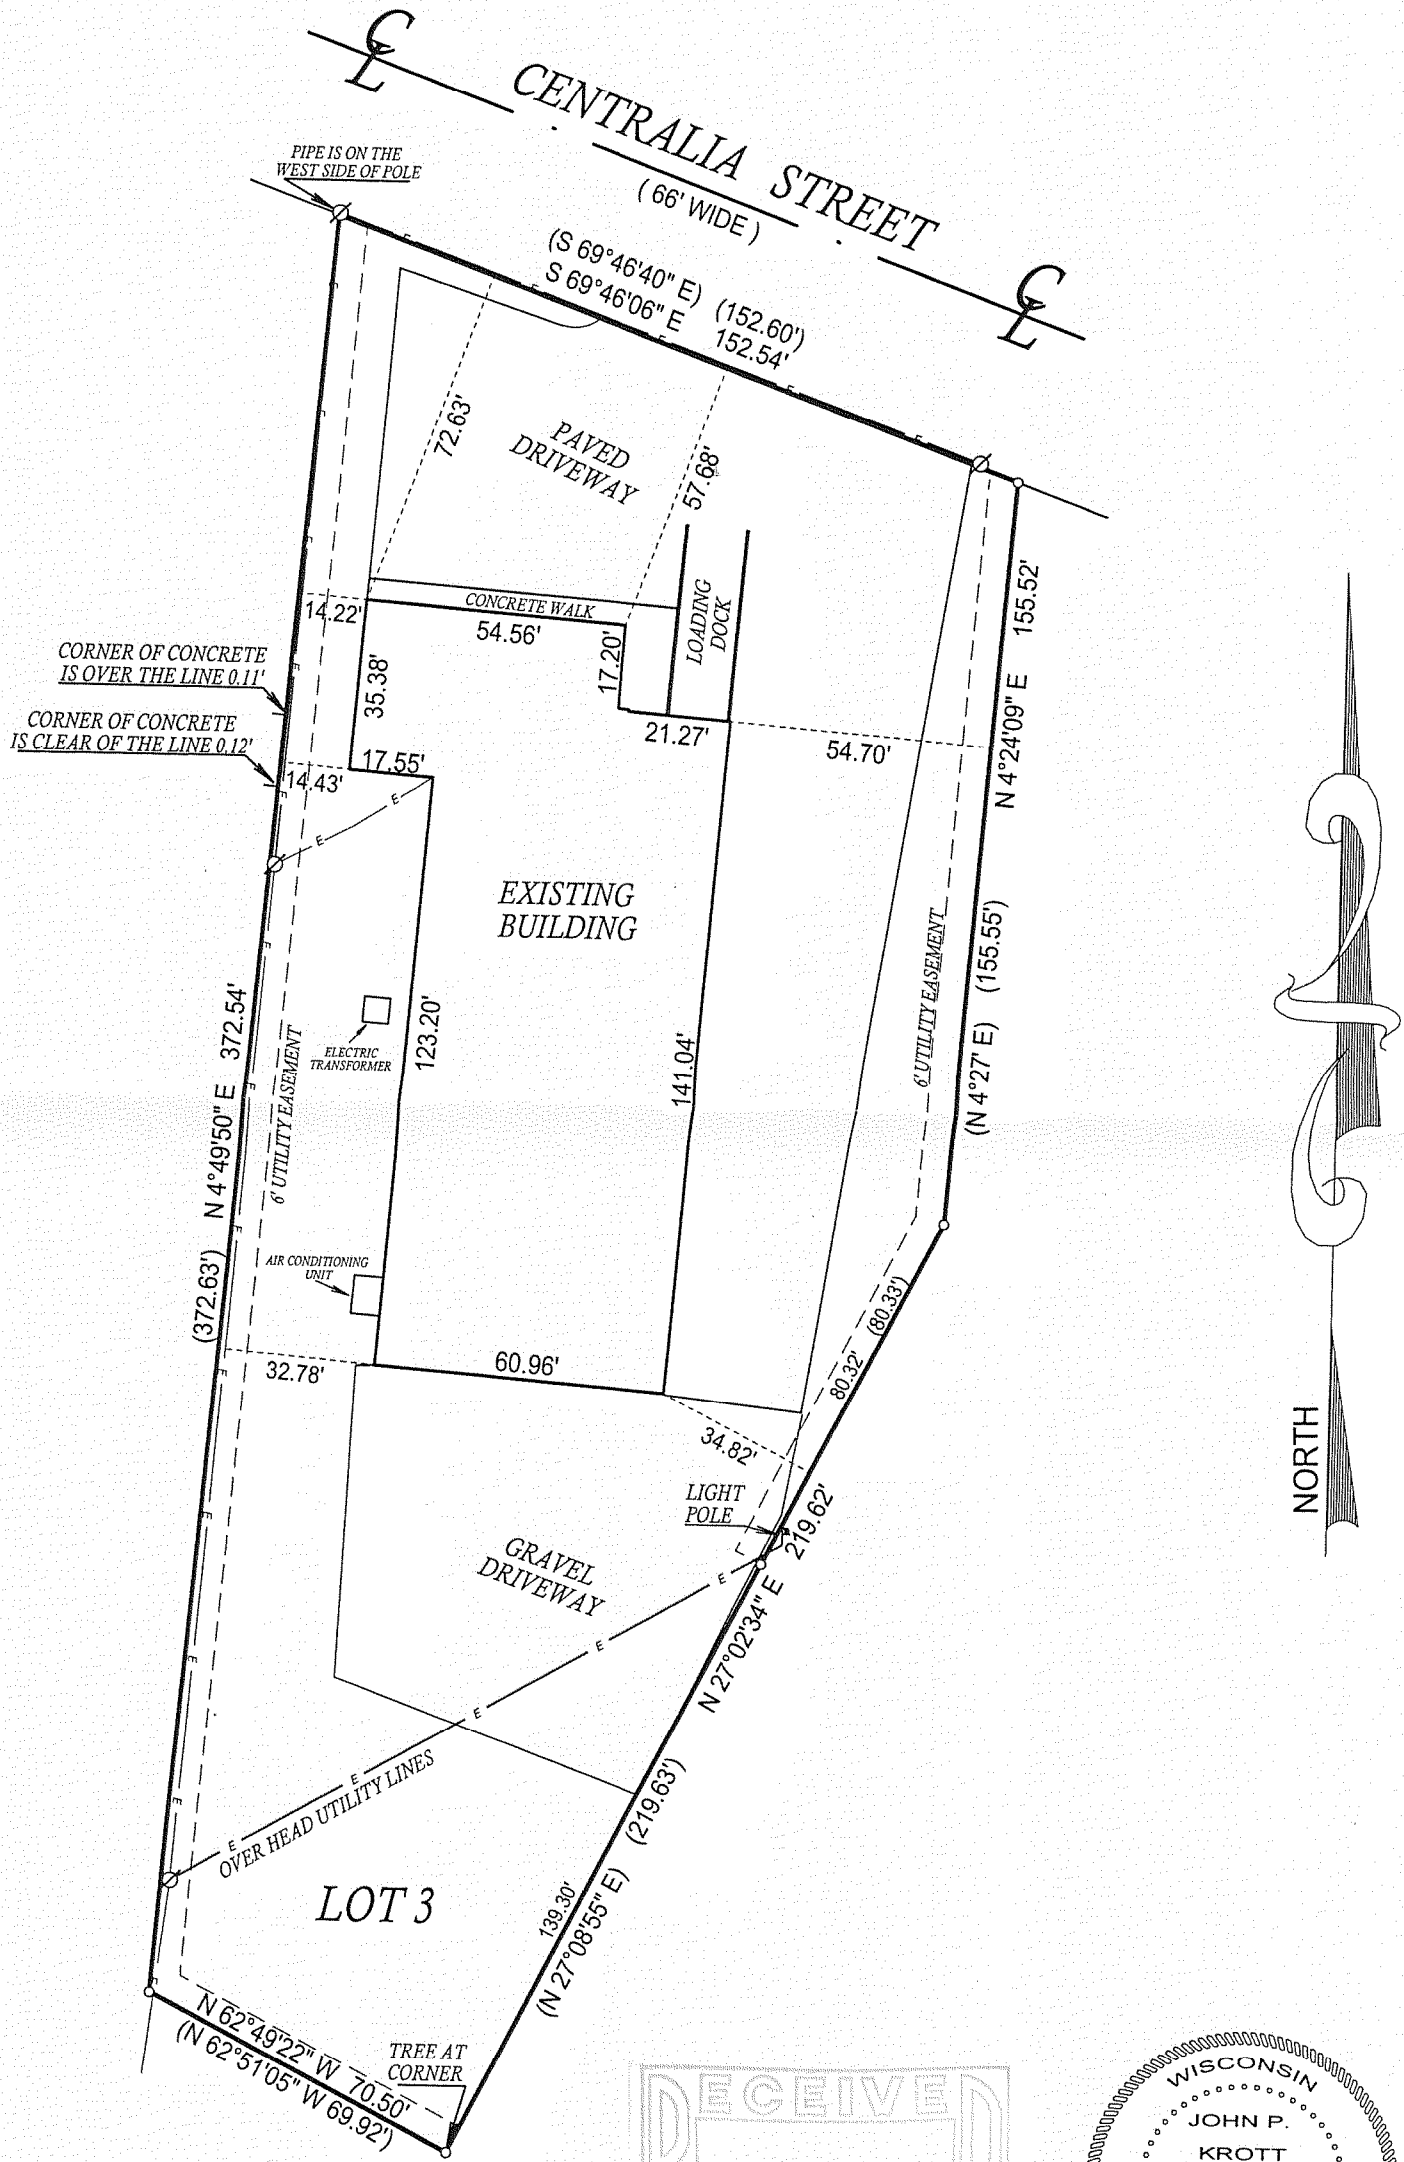 CL
CENTRALIA STREET
( 66' WIDE )
CL
PIPE IS ON THE
WEST SIDE OF POLE
(S 69°46'40" E) (152.60')
S 69°46'06" E 152.54'
72.63'
PAVED
DRIVEWAY
57.68'
14.22'
CONCRETE WALK
54.56'
17.20'
LOADING
DOCK
155.52'
N 4°24'09" E
CORNER OF CONCRETE
IS OVER THE LINE 0.11'
35.38'
CORNER OF CONCRETE
IS CLEAR OF THE LINE 0.12'
21.27'
54.70'
17.55'
14.43'
E
E
EXISTING
BUILDING
6' UTILITY EASEMENT
(155.55')
(N 4°27' E)
372.54'
N 4°49'50" E
(372.63')
6' UTILITY EASEMENT
ELECTRIC
TRANSFORMER
123.20'
141.04'
AIR CONDITIONING
UNIT
32.78'
60.96'
80.32' (80.33')
34.82'
LIGHT
POLE
219.62'
N 27°02'34" E
GRAVEL
DRIVEWAY
NORTH
E
E
E
E
E
OVER HEAD UTILITY LINES
(219.63')
(N 27°08'55" E)
139.30'
LOT 3
N 62°49'22" W 70.50'
(N 62°51'05" W 69.92')
TREE AT
CORNER
RECEIVED
WISCONSIN
JOHN P.
KROTT